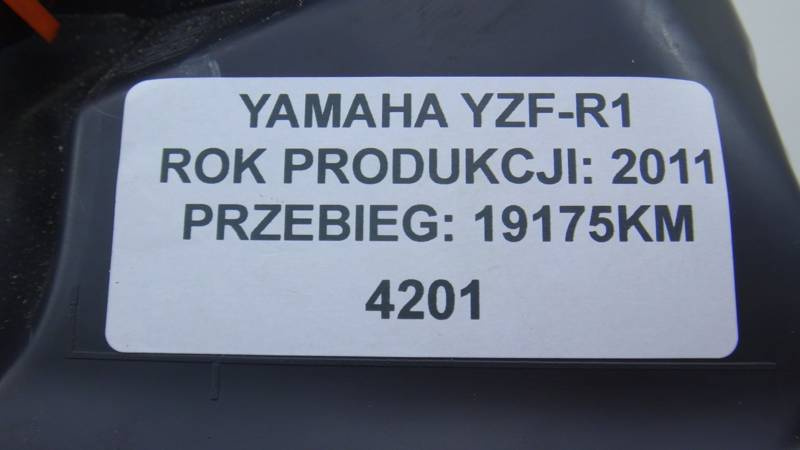 YAMAHA YZF-R1
ROK PRODUKCJI: 2011
PRZEBIEG: 19175KM
4201